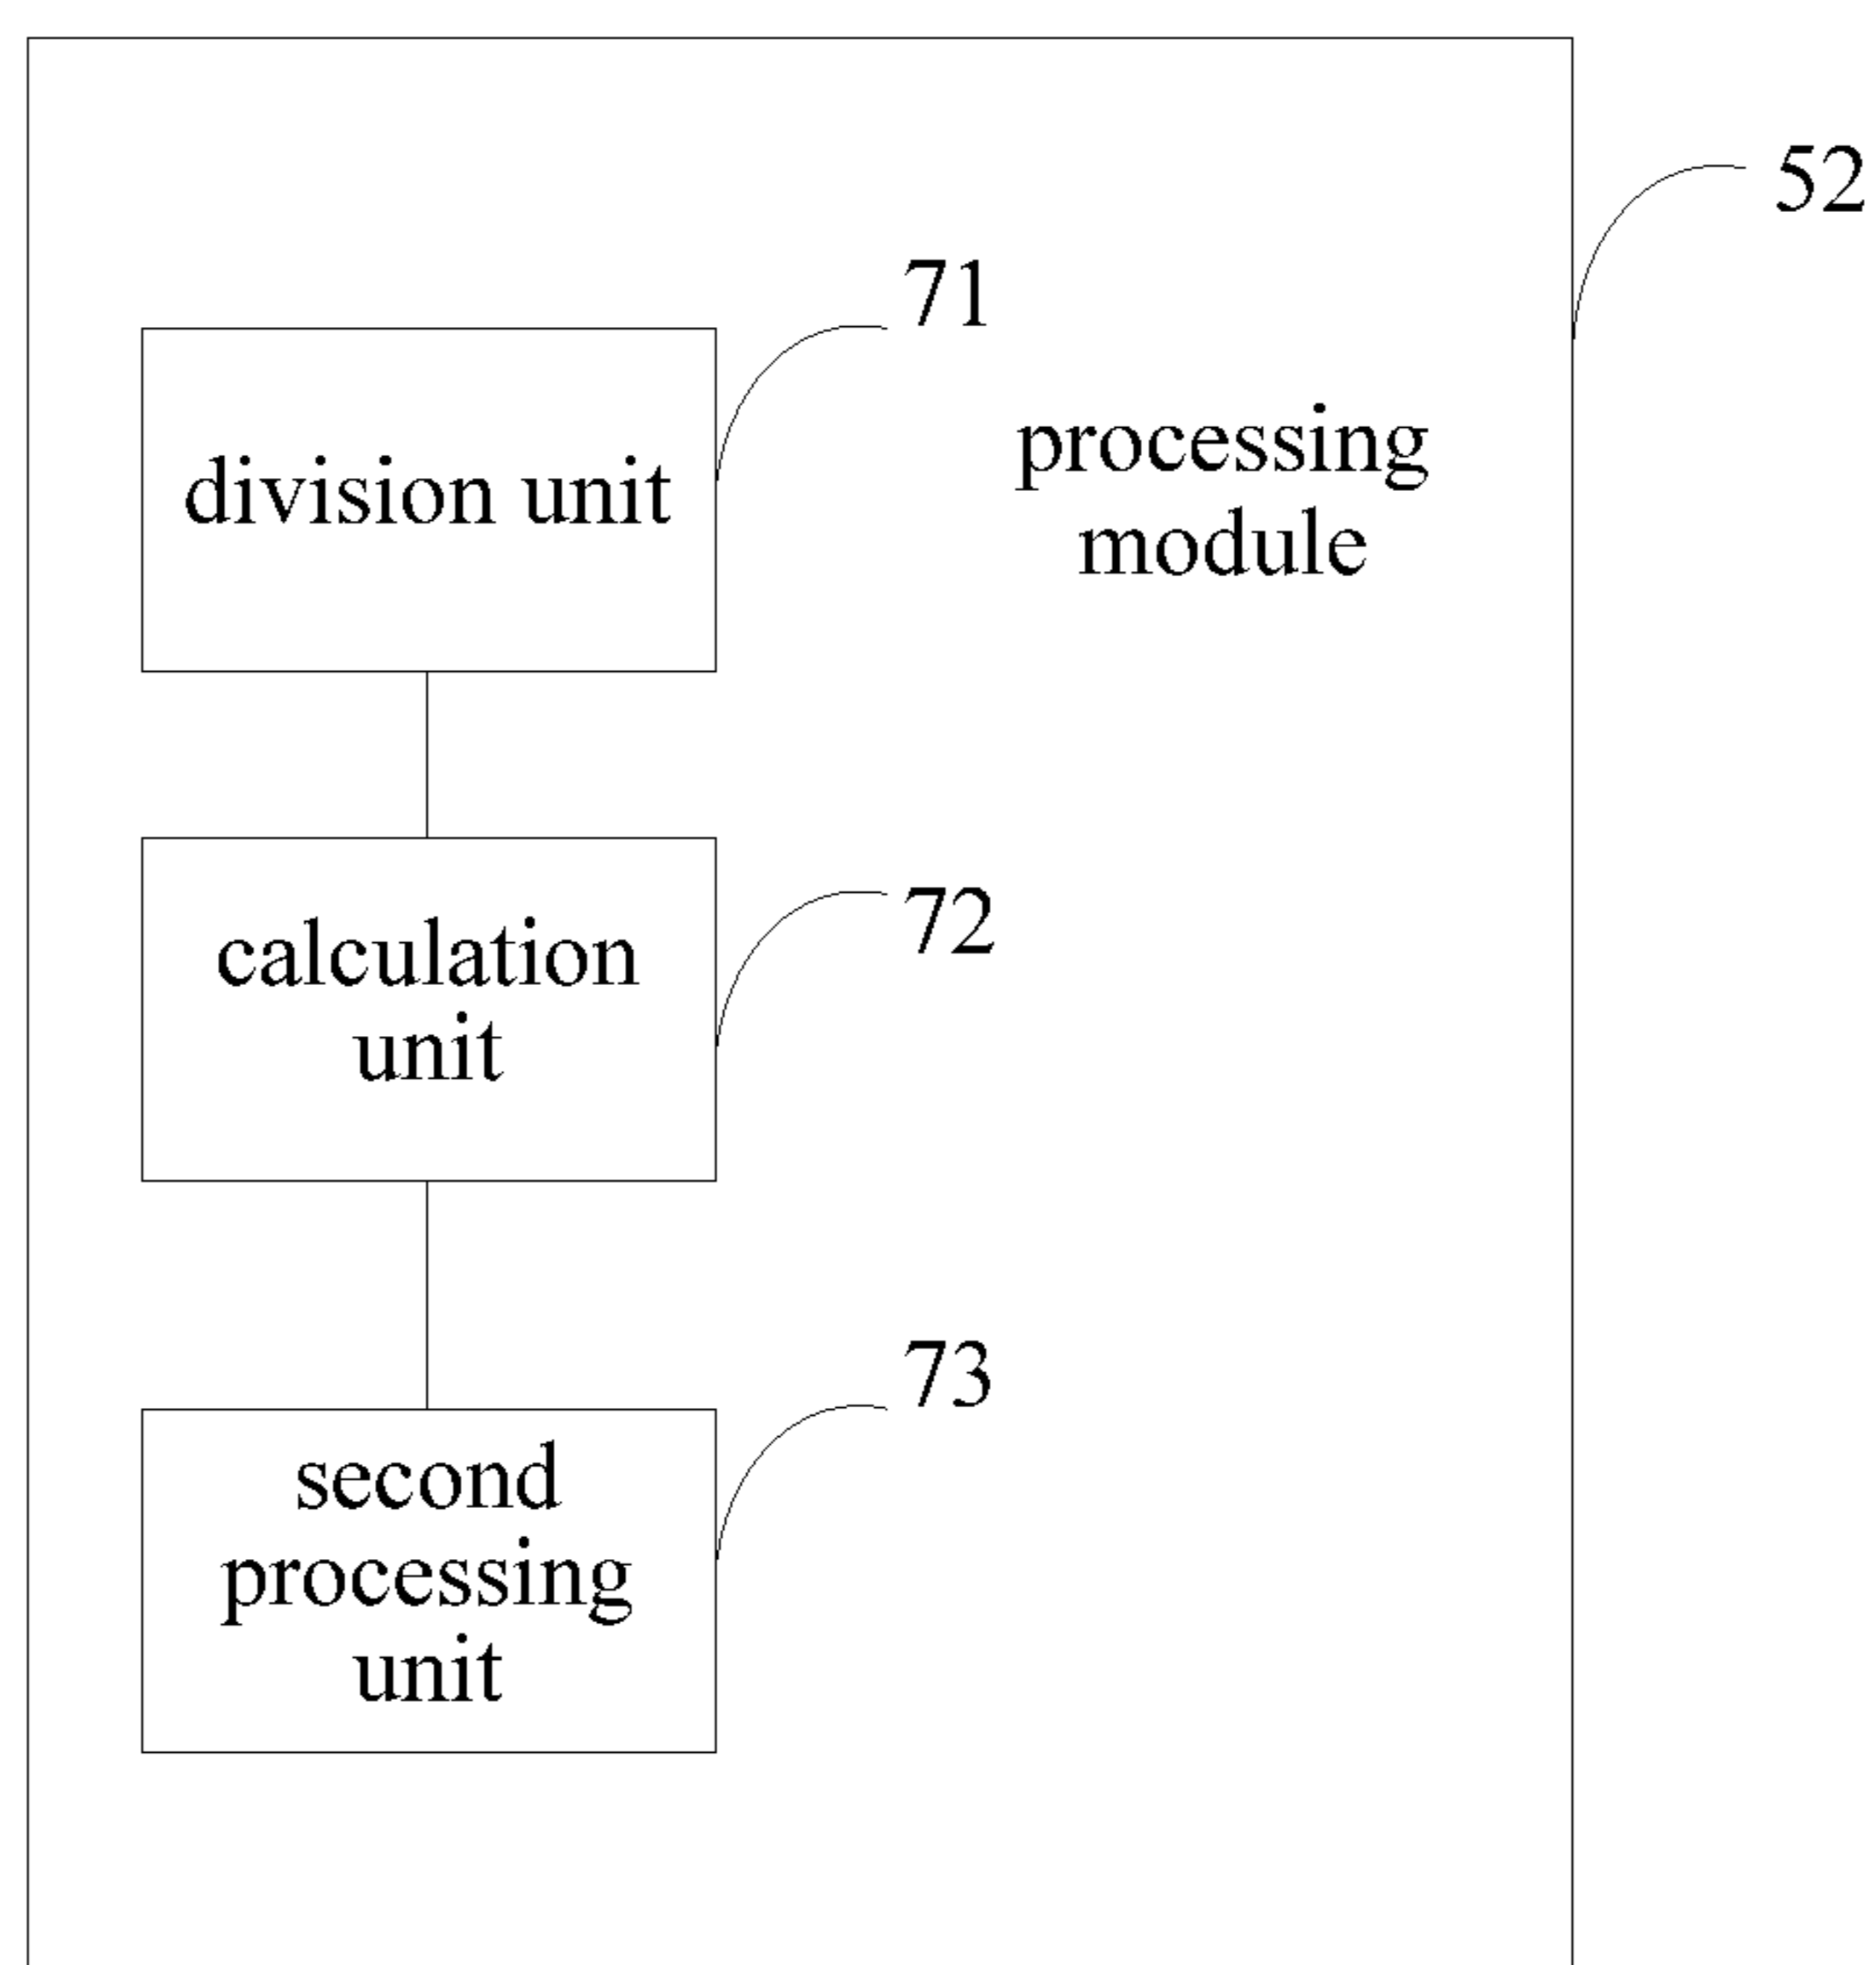 52
71
division unit
processing
module
72
calculation
unit
73
second
processing
unit